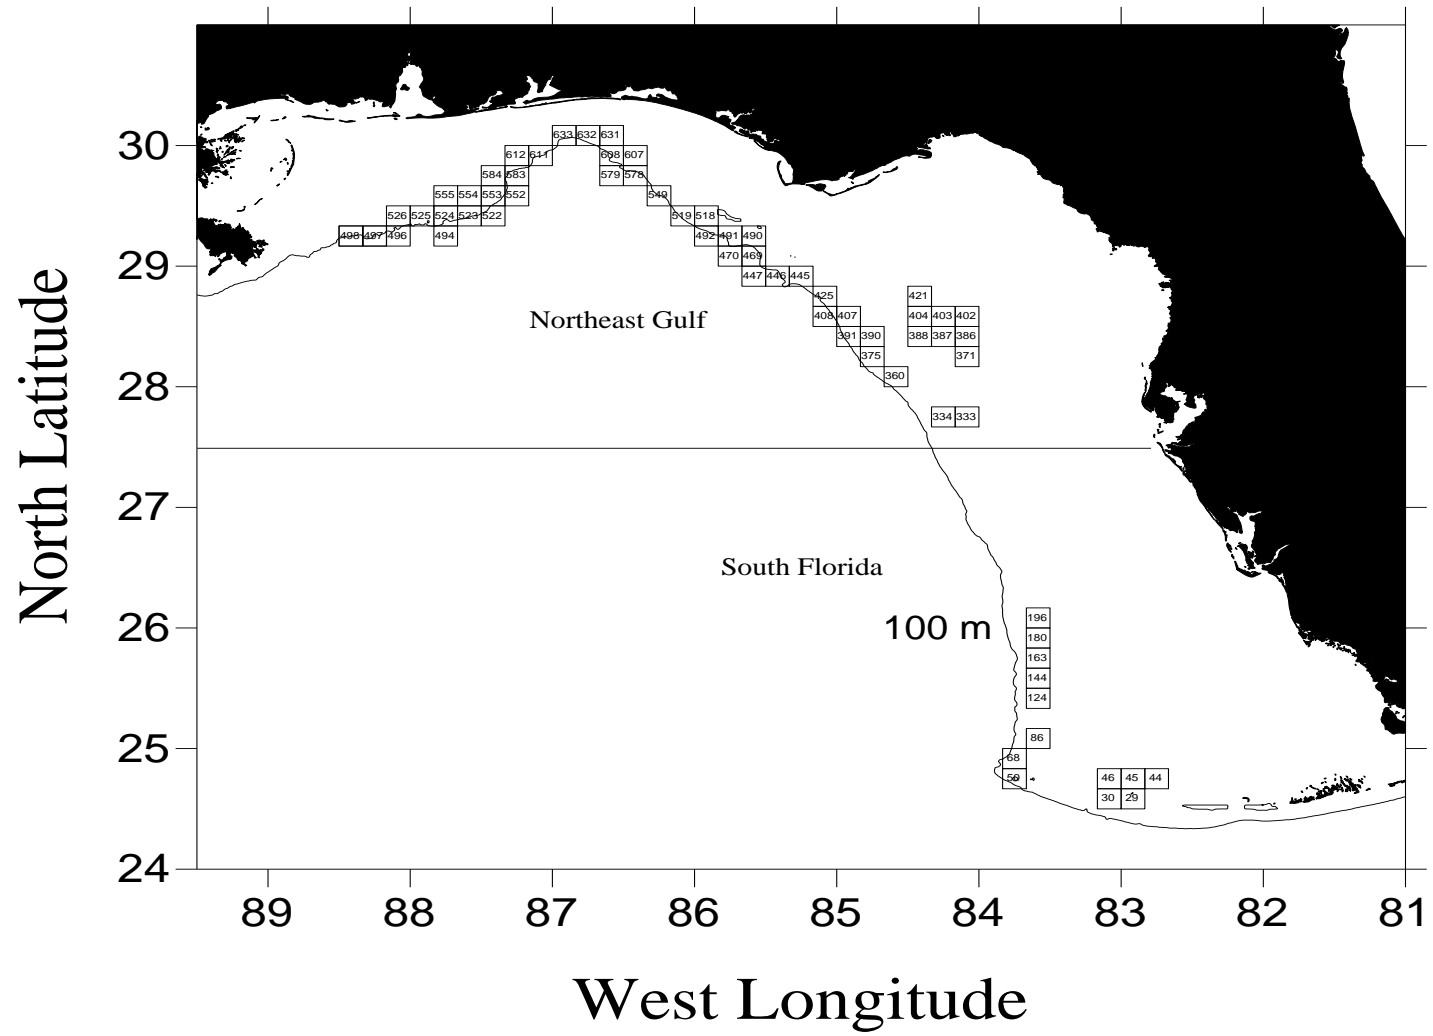 633 632 631
30
612 611 608 607
584 583 579 578
555 554 553 552 549
526 525 524 523 522 519 518
498 497 496 494 492 491 490
470 469
29
447 446 445
425 421
Northeast Gulf
408 407 404 403 402
391 390 388 387 386
375 371
360
28
334 333
North Latitude
27
South Florida
196
26
100 m
180
163
144
124
86
25
68
50 46 45 44
30 29
24
89 88 87 86 85 84 83 82 81
West Longitude